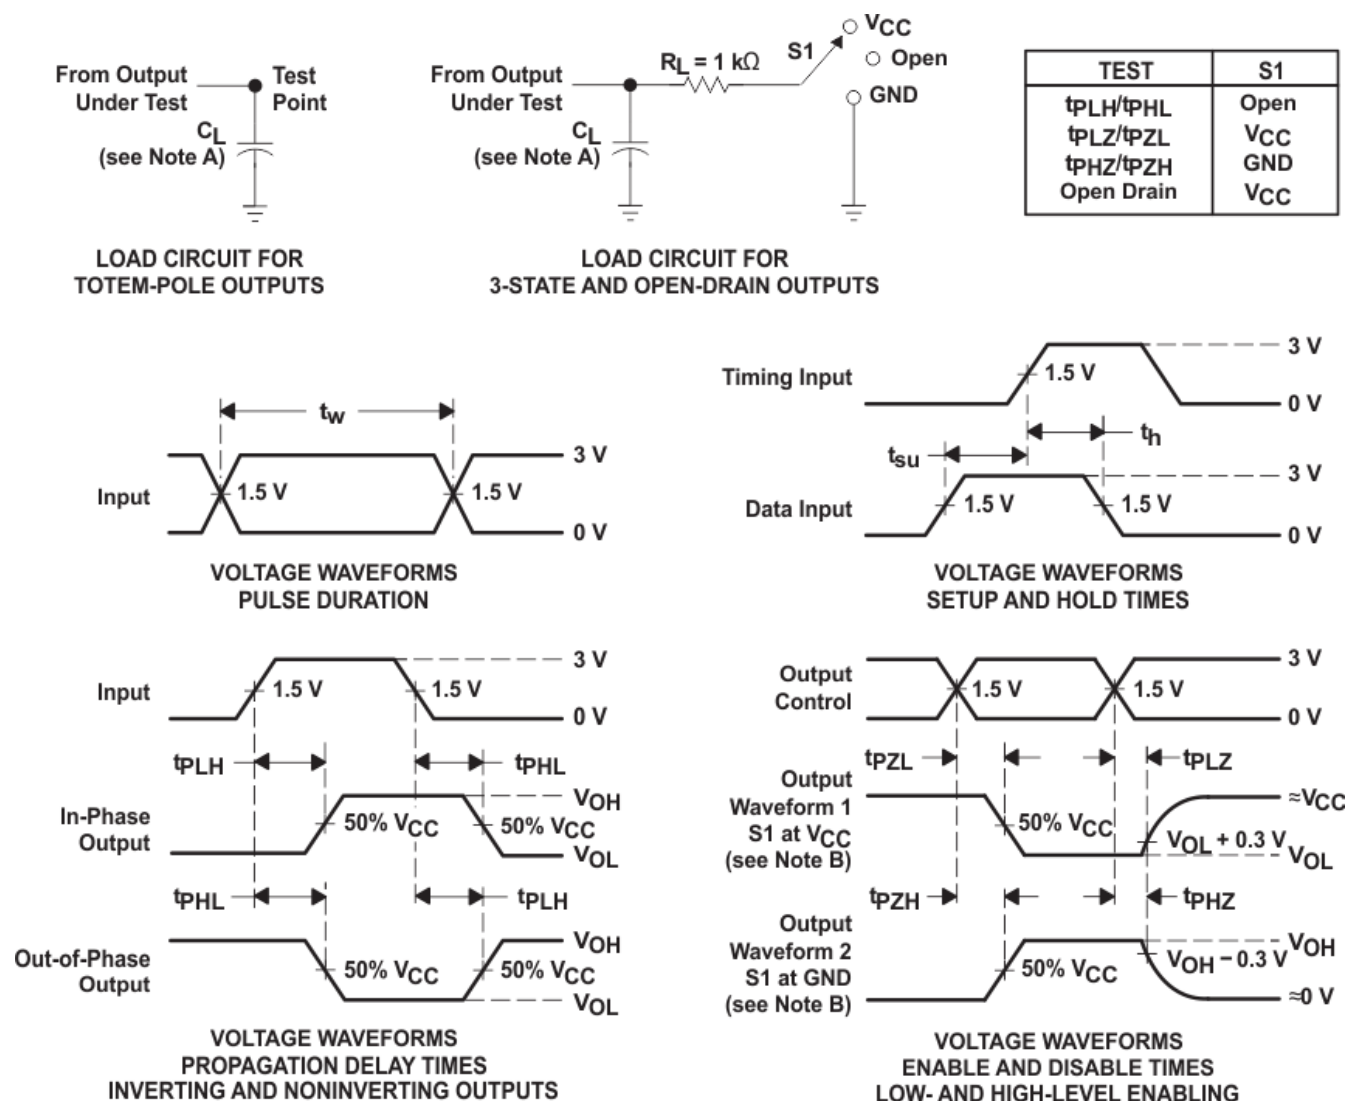 From Output
Under Test
Test
Point
CL
(see Note A)
LOAD CIRCUIT FOR
TOTEM-POLE OUTPUTS
From Output
Under Test
RL = 1 kΩ
S1
VCC
Open
GND
CL
(see Note A)
LOAD CIRCUIT FOR
3-STATE AND OPEN-DRAIN OUTPUTS
TEST S1
tPLH/tPHL Open
tPLZ/tPZL VCC
tPHZ/tPZH GND
Open Drain VCC
tw
Input
1.5 V
1.5 V
3 V
0 V
VOLTAGE WAVEFORMS
PULSE DURATION
Timing Input
1.5 V
3 V
0 V
tsu
th
Data Input
1.5 V
1.5 V
3 V
0 V
VOLTAGE WAVEFORMS
SETUP AND HOLD TIMES
Input
1.5 V
1.5 V
3 V
0 V
tPLH
tPHL
In-Phase
Output
50% VCC
50% VCC
VOH
VOL
tPHL
tPLH
Out-of-Phase
Output
50% VCC
50% VCC
VOH
VOL
VOLTAGE WAVEFORMS
PROPAGATION DELAY TIMES
INVERTING AND NONINVERTING OUTPUTS
Output
Control
1.5 V
1.5 V
3 V
0 V
tPZL
tPLZ
Output
Waveform 1
S1 at VCC
(see Note B)
50% VCC
VOL + 0.3 V
≈VCC
VOL
tPZH
tPHZ
Output
Waveform 2
S1 at GND
(see Note B)
50% VCC
VOH − 0.3 V
VOH
≈0 V
VOLTAGE WAVEFORMS
ENABLE AND DISABLE TIMES
LOW- AND HIGH-LEVEL ENABLING